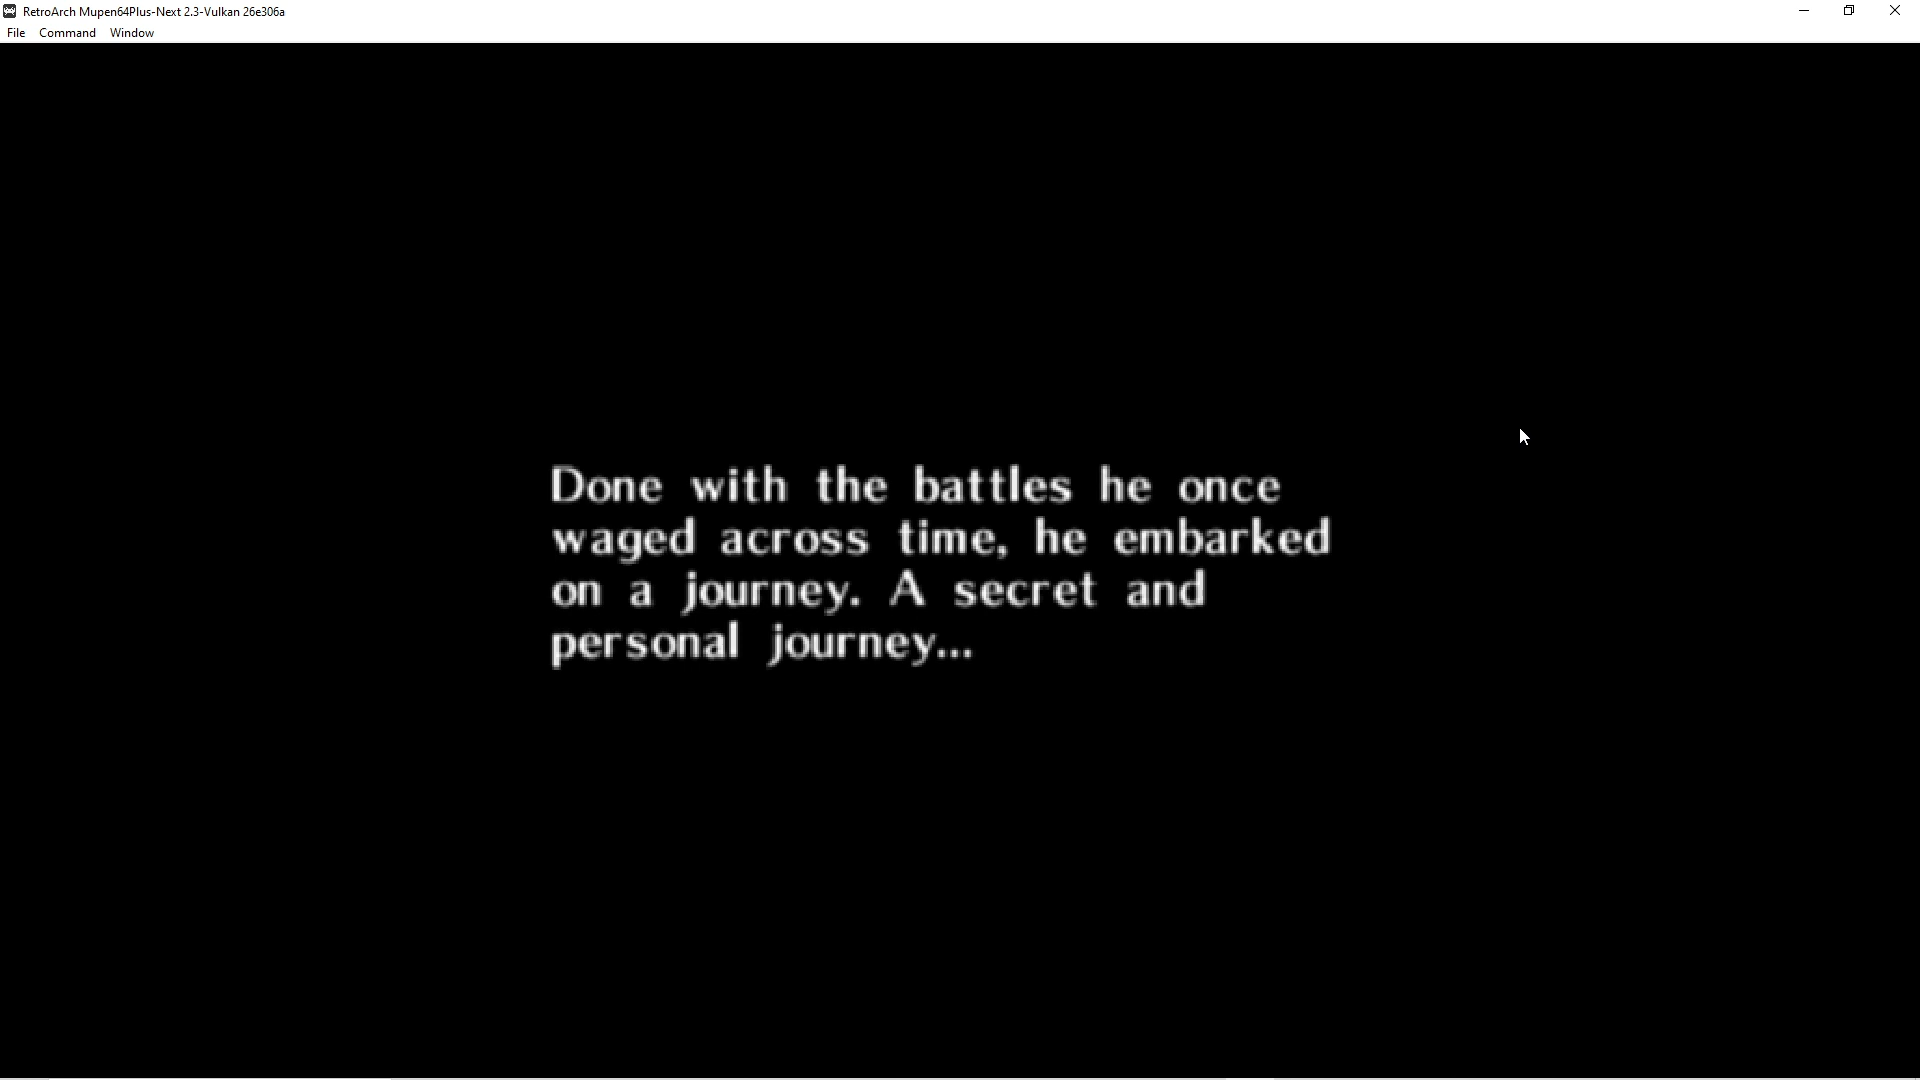 RetroArch Mupen64Plus-Next 2.3-Vulkan 26e306a
File Command Window
Done with the battles he once
waged across time, he embarked
on a journey. A secret and
personal journey...